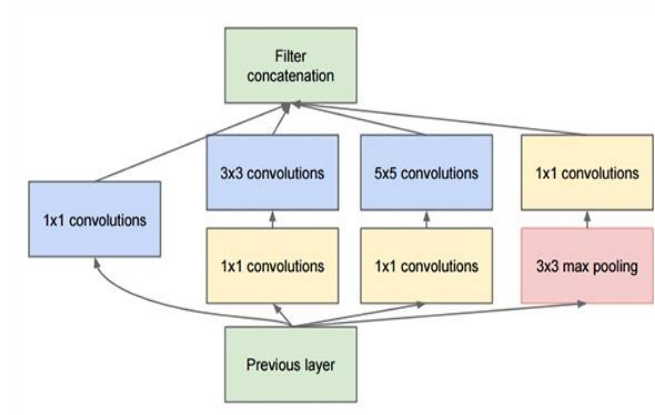 Filter
concatenation
3x3 convolutions
5x5 convolutions
1x1 convolutions
1x1 convolutions
1x1 convolutions
1x1 convolutions
3x3 max pooling
Previous layer